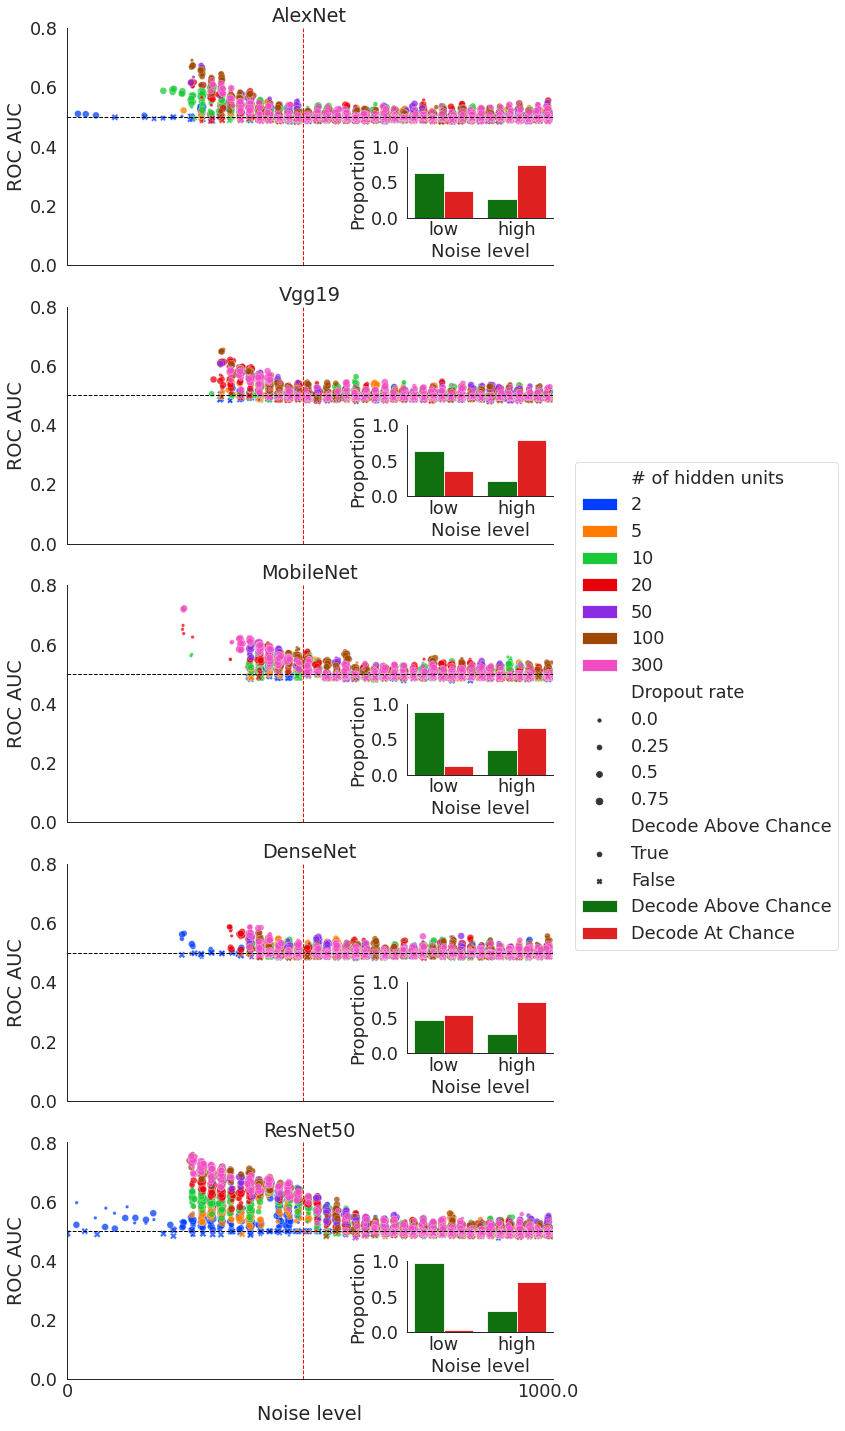 AlexNet
0.8
0.6
0.4
0.2
0.0
ROC AUC
1.0
0.5
0.0
Proportion
low high
Noise level
Vgg19
0.8
0.6
0.4
0.2
0.0
ROC AUC
1.0
0.5
0.0
Proportion
low high
Noise level
MobileNet
0.8
0.6
0.4
0.2
0.0
ROC AUC
1.0
0.5
0.0
Proportion
low high
Noise level
DenseNet
0.8
0.6
0.4
0.2
0.0
ROC AUC
1.0
0.5
0.0
Proportion
low high
Noise level
ResNet50
0.8
0.6
0.4
0.2
0.0
ROC AUC
1.0
0.5
0.0
Proportion
low high
Noise level
0 1000.0
Noise level
# of hidden units
2
5
10
20
50
100
300
Dropout rate
0.0
0.25
0.5
0.75
Decode Above Chance
True
False
Decode Above Chance
Decode At Chance